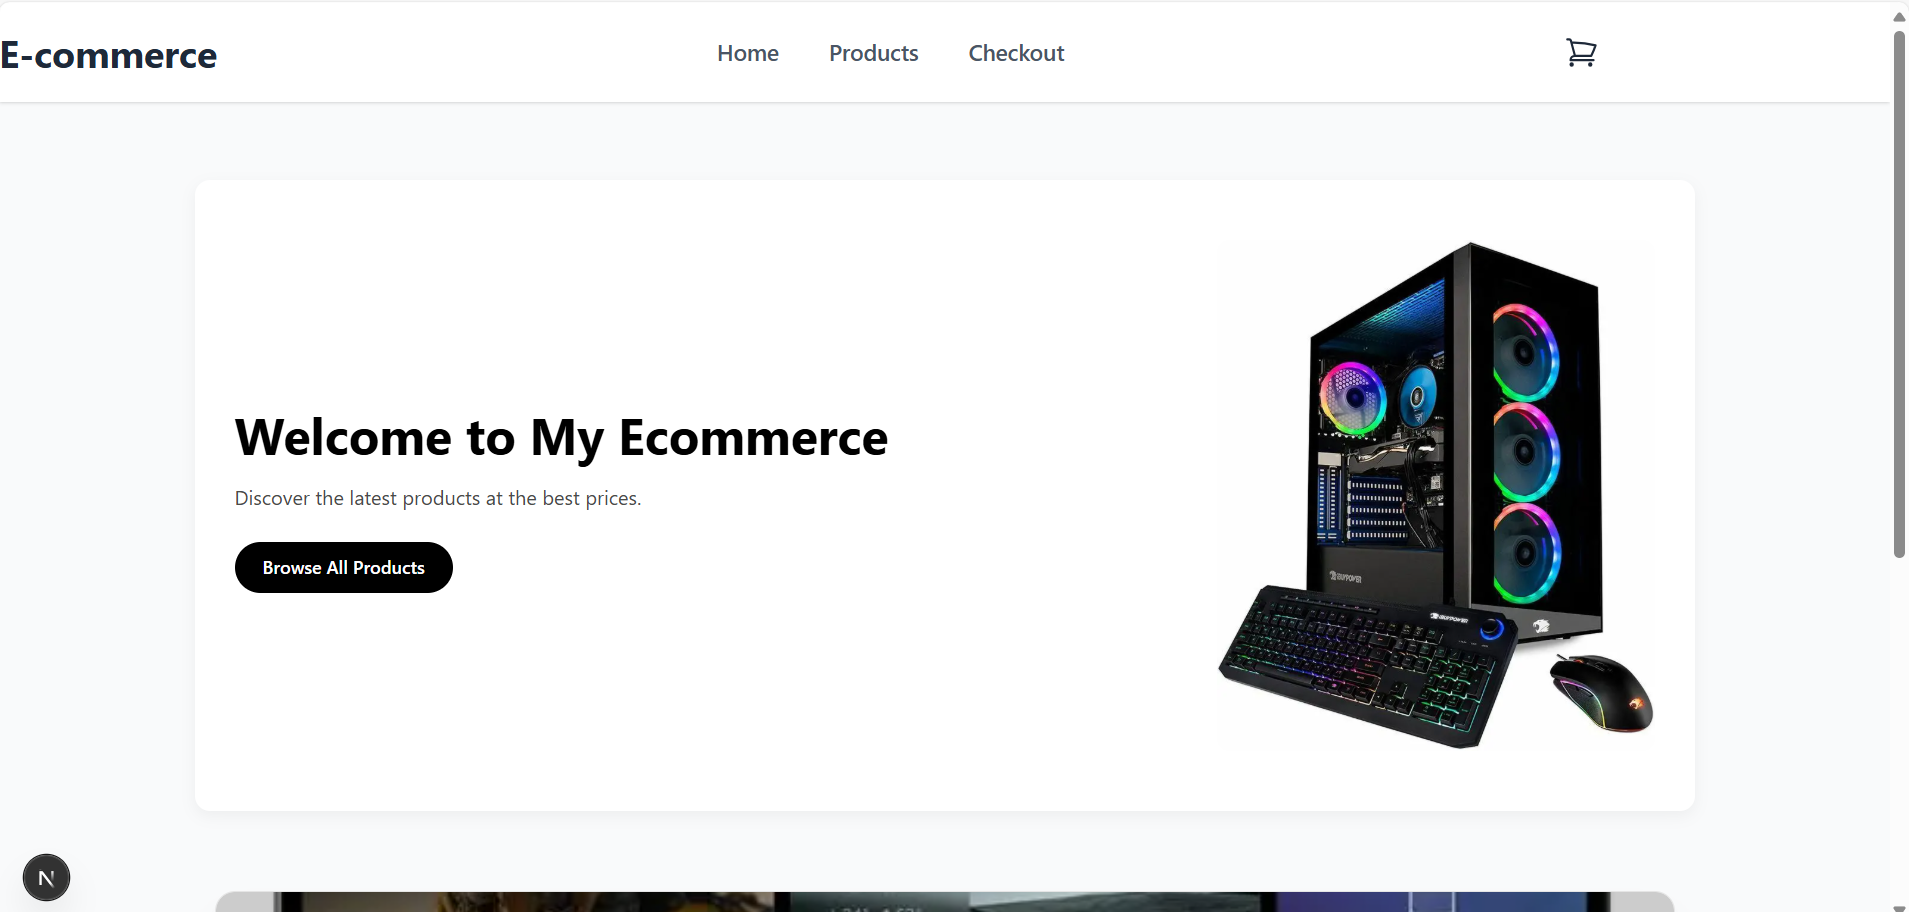 E-commerce
Home Products Checkout
Welcome to My Ecommerce
Discover the latest products at the best prices.
Browse All Products
N